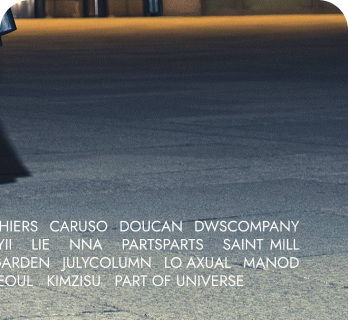 HIERS CARUSO DOUCAN DWSCOMPANY
YII LIE NNA PARTSPARTS SAINT MILL
GARDEN JULYCOLUMN LO AXUAL MANOD
EOUL KIMZISU PART OF UNIVERSE